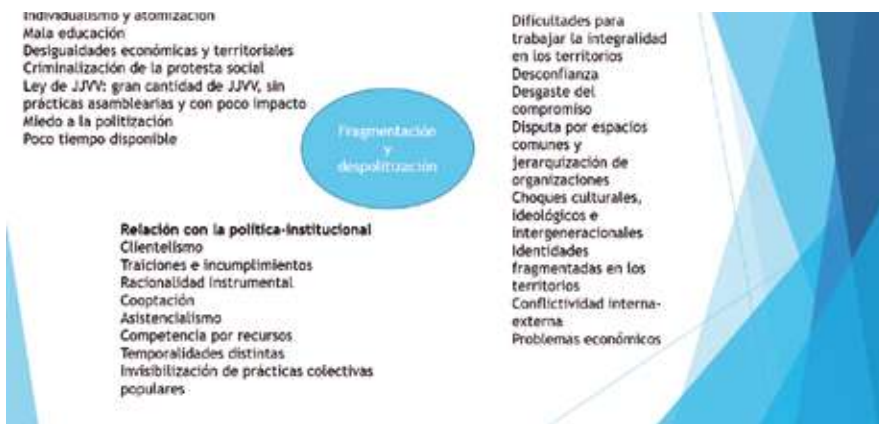 Individualismo y atomización
Mala educación
Desigualdades económicas y territoriales
Criminalización de la protesta social
Ley de JJVV: gran cantidad de JJVV, sin
prácticas asamblearias y con poco impacto
Miedo a la politización
Poco tiempo disponible
Fragmentación
y
despolitización
Relación con la política-institucional
Clientelismo
Traiciones e incumplimientos
Racionalidad instrumental
Cooptación
Asistencialismo
Competencia por recursos
Temporalidades distintas
Invisibilización de prácticas colectivas
populares
Dificultades para
trabajar la integralidad
en los territorios
Desconfianza
Desgaste del
compromiso
Disputa por espacios
comunes y
jerarquización de
organizaciones
Choques culturales,
ideológicos e
intergeneracionales
Identidades
fragmentadas en los
territorios
Conflictividad interna-
externa
Problemas económicos